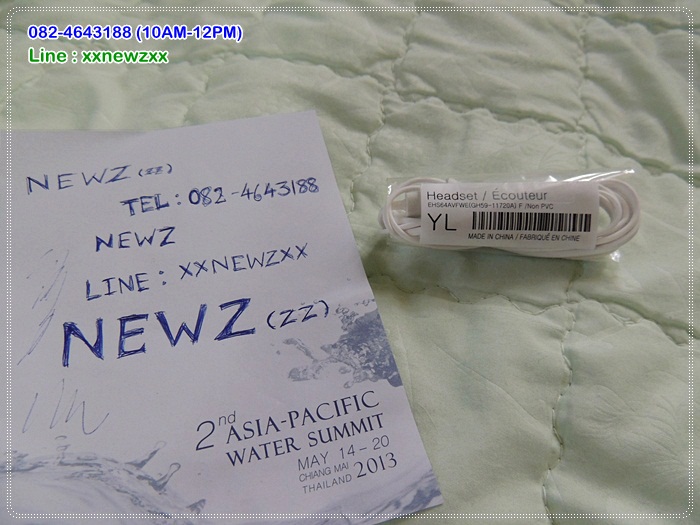 082-4643188 (10AM-12PM)
Line : xxnewzxx
NEWZ (ZZ)
TEL : 082-4643188
NEWZ
LINE : XXNEWZXX
NEWZ (ZZ)
2nd ASIA-PACIFIC
WATER SUMMIT
MAY 14-20
CHIANG MAI 2013
THAILAND
Headset / Écouteur
EHS64AVFWE(GH59-11720A) F /Non PVC
YL
MADE IN CHINA / FABRIQUÉ EN CHINE